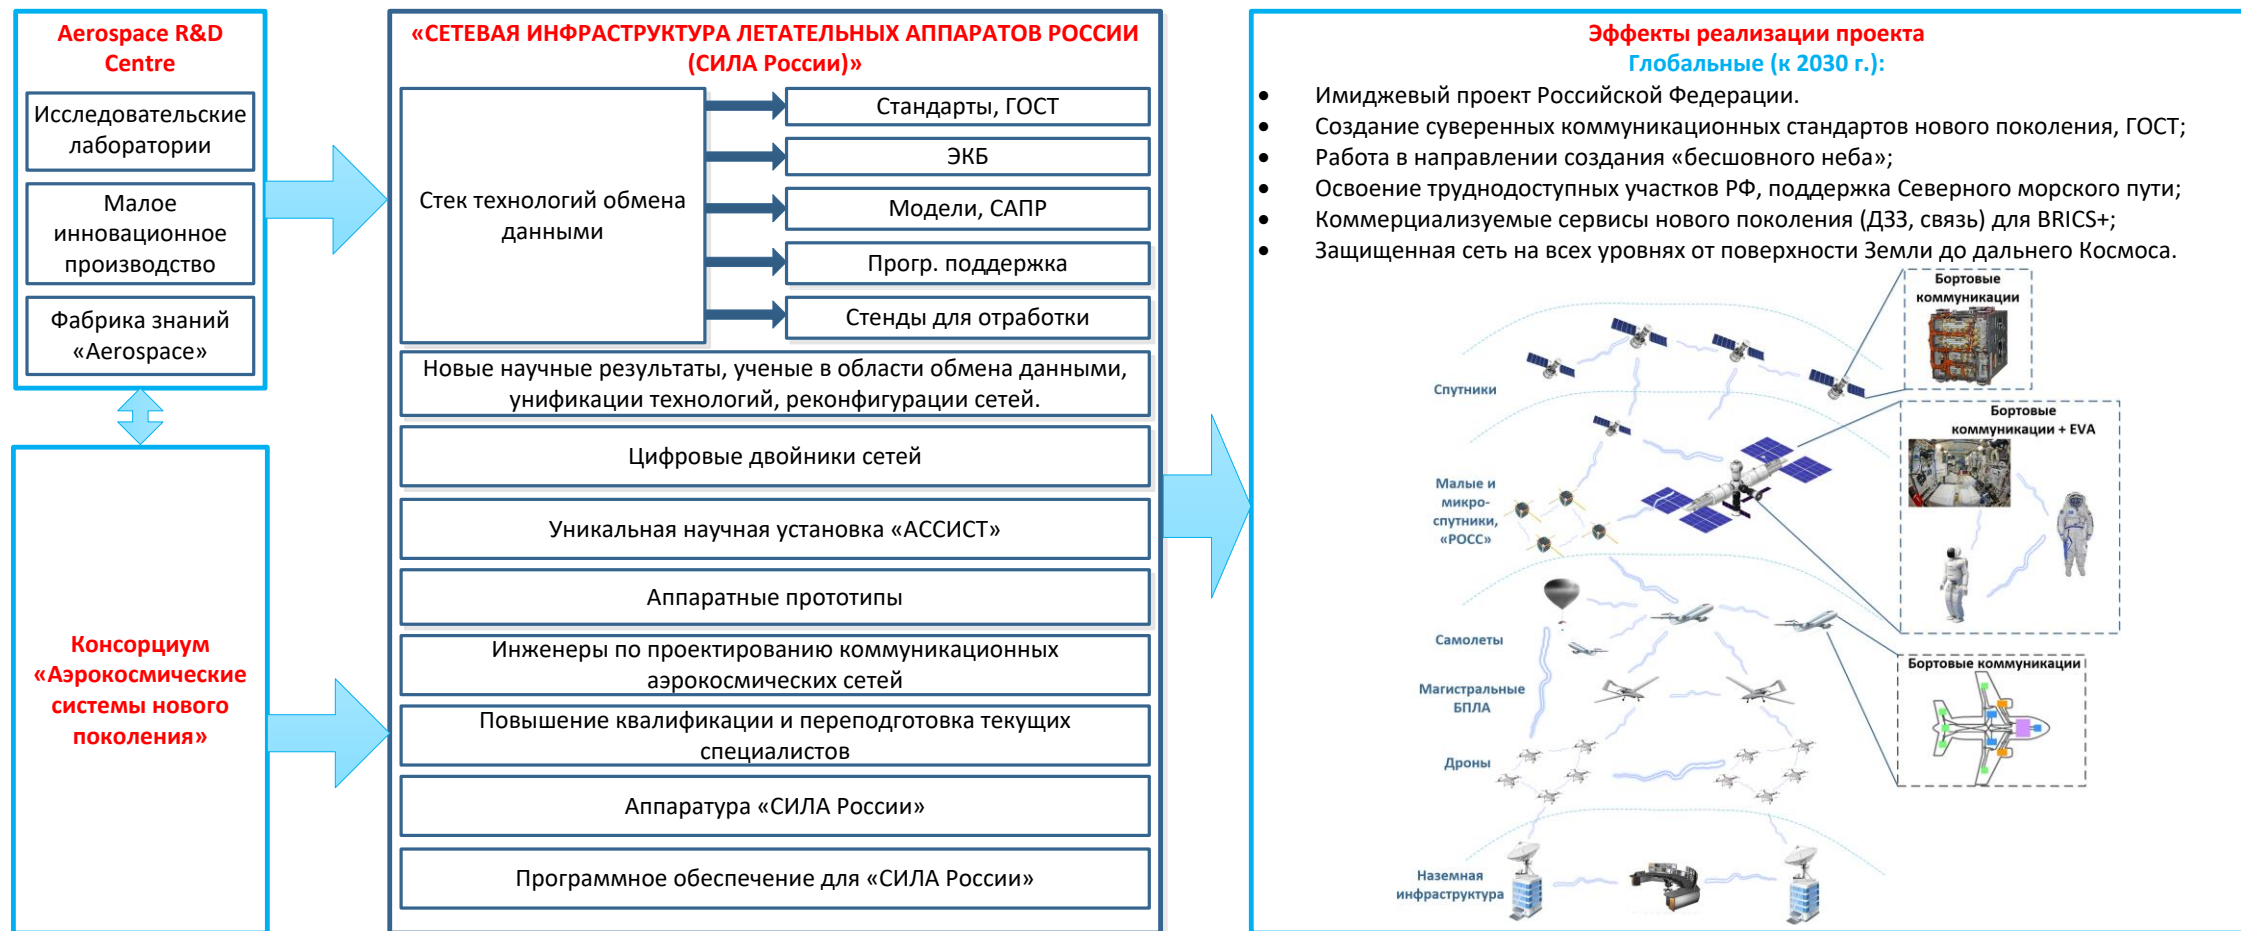 Aerospace R&D
Centre
Исследовательские
лаборатории
Малое
инновационное
производство
Фабрика знаний
«Aerospace»
Консорциум
«Аэрокосмические
системы нового
поколения»
«СЕТЕВАЯ ИНФРАСТРУКТУРА ЛЕТАТЕЛЬНЫХ АППАРАТОВ РОССИИ
(СИЛА России)»
Стек технологий обмена
данными
Стандарты, ГОСТ
ЭКБ
Модели, САПР
Прогр. поддержка
Стенды для отработки
Новые научные результаты, ученые в области обмена данными,
унификации технологий, реконфигурации сетей.
Цифровые двойники сетей
Уникальная научная установка «АССИСТ»
Аппаратные прототипы
Инженеры по проектированию коммуникационных
аэрокосмических сетей
Повышение квалификации и переподготовка текущих
специалистов
Аппаратура «СИЛА России»
Программное обеспечение для «СИЛА России»
Эффекты реализации проекта
Глобальные (к 2030 г.):
• Имиджевый проект Российской Федерации.
• Создание суверенных коммуникационных стандартов нового поколения, ГОСТ;
• Работа в направлении создания «бесшовного неба»;
• Освоение труднодоступных участков РФ, поддержка Северного морского пути;
• Коммерциализуемые сервисы нового поколения (ДЗЗ, связь) для BRICS+;
• Защищенная сеть на всех уровнях от поверхности Земли до дальнего Космоса.
Бортовые
коммуникации
Спутники
Бортовые
коммуникации + EVA
Малые и
микро-
спутники,
«РОСС»
Самолеты
Бортовые коммуникации
Магистральные
БПЛА
Дроны
Наземная
инфраструктура